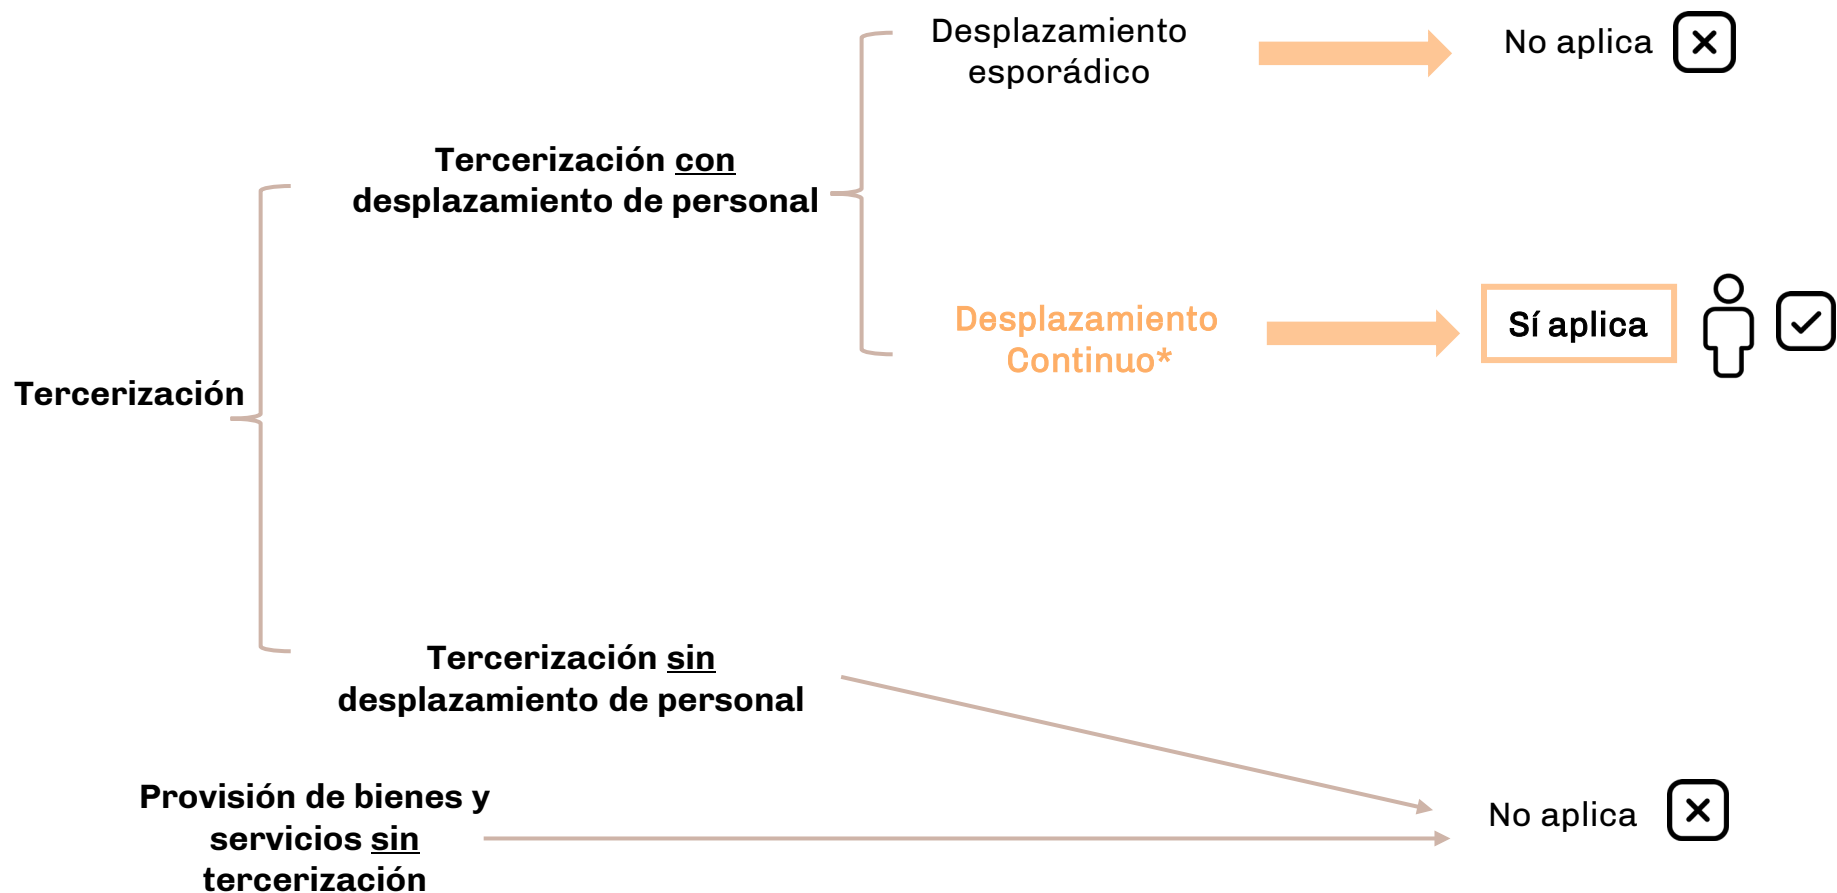 Desplazamiento
esporádico
No aplica
Tercerización con
desplazamiento de personal
Desplazamiento
Continuo*
Sí aplica
Tercerización
Tercerización sin
desplazamiento de personal
Provisión de bienes y
servicios sin
tercerización
No aplica